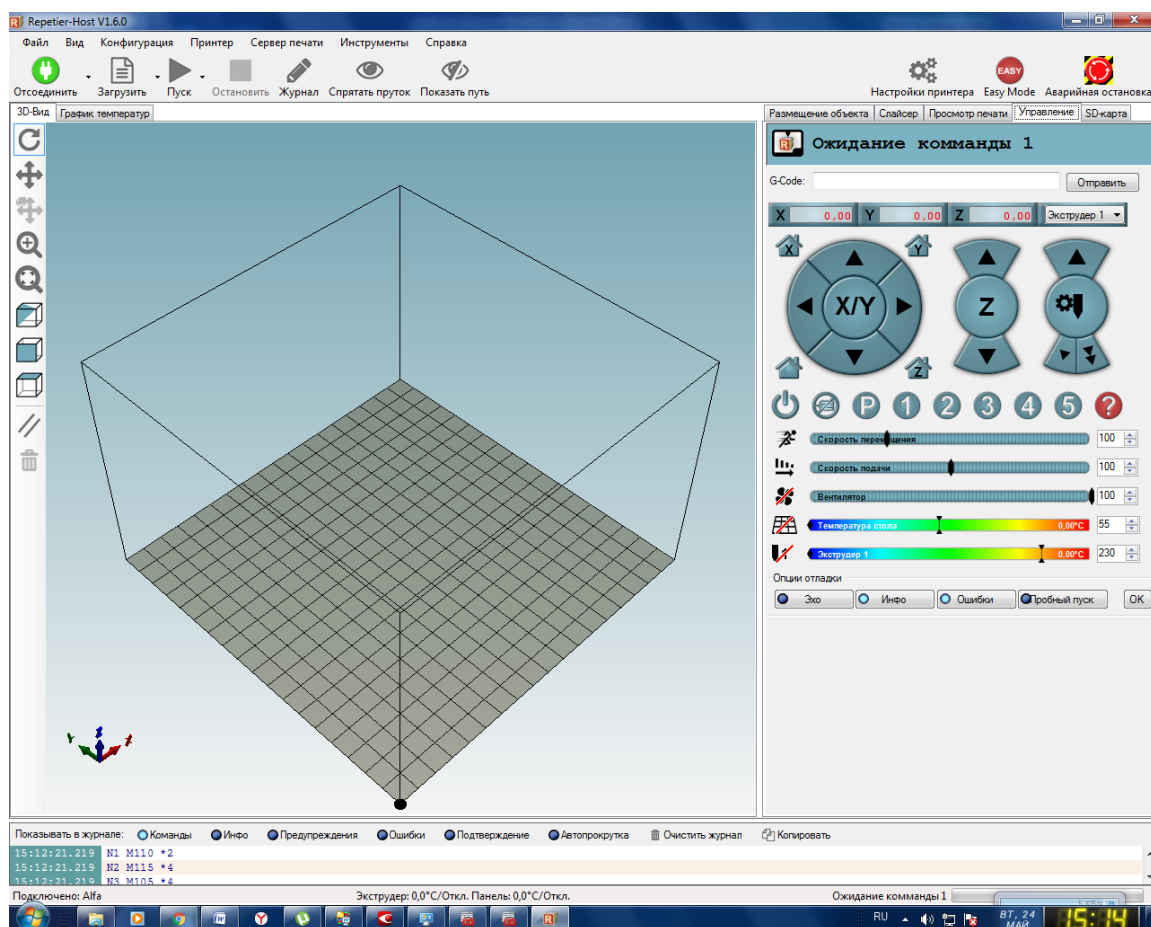 Repetier-Host V1.6.0
Файл Вид Конфигурация Принтер Сервер печати Инструменты Справка
Отсоединить Загрузить Пуск Остановить Журнал Спрятать пруток Показать путь Настройки принтера EASY Easy Mode Аварийная остановка
3D-Вид График температур
Размещение объекта Слайсер Просмотр печати Управление SD-карта
Ожидание комманды 1
G-Code: Отправить
X 0,00 Y 0,00 Z 0,00 Экструдер 1
X Y
X/Y Z
Z
P 1 2 3 4 5 ?
Скорость перемещения 100
Скорость подачи 100
Вентилятор 100
Температура стола 0,00°C 55
Экструдер 1 0,00°C 230
Опции отладки
Эхо Инфо Ошибки Пробный пуск OK
Y Z X
Показывать в журнале: Команды Инфо Предупреждения Ошибки Подтверждение Автопрокрутка Очистить журнал Копировать
15:12:21.219 N1 M110 *2
15:12:21.219 N2 M115 *4
15:12:21.219 N3 M105 *4
Подключено: Alfa Экструдер: 0,0°C/Откл. Панель: 0,0°C/Откл. Ожидание комманды 1
RU ВТ, 24 МАЙ 15:14